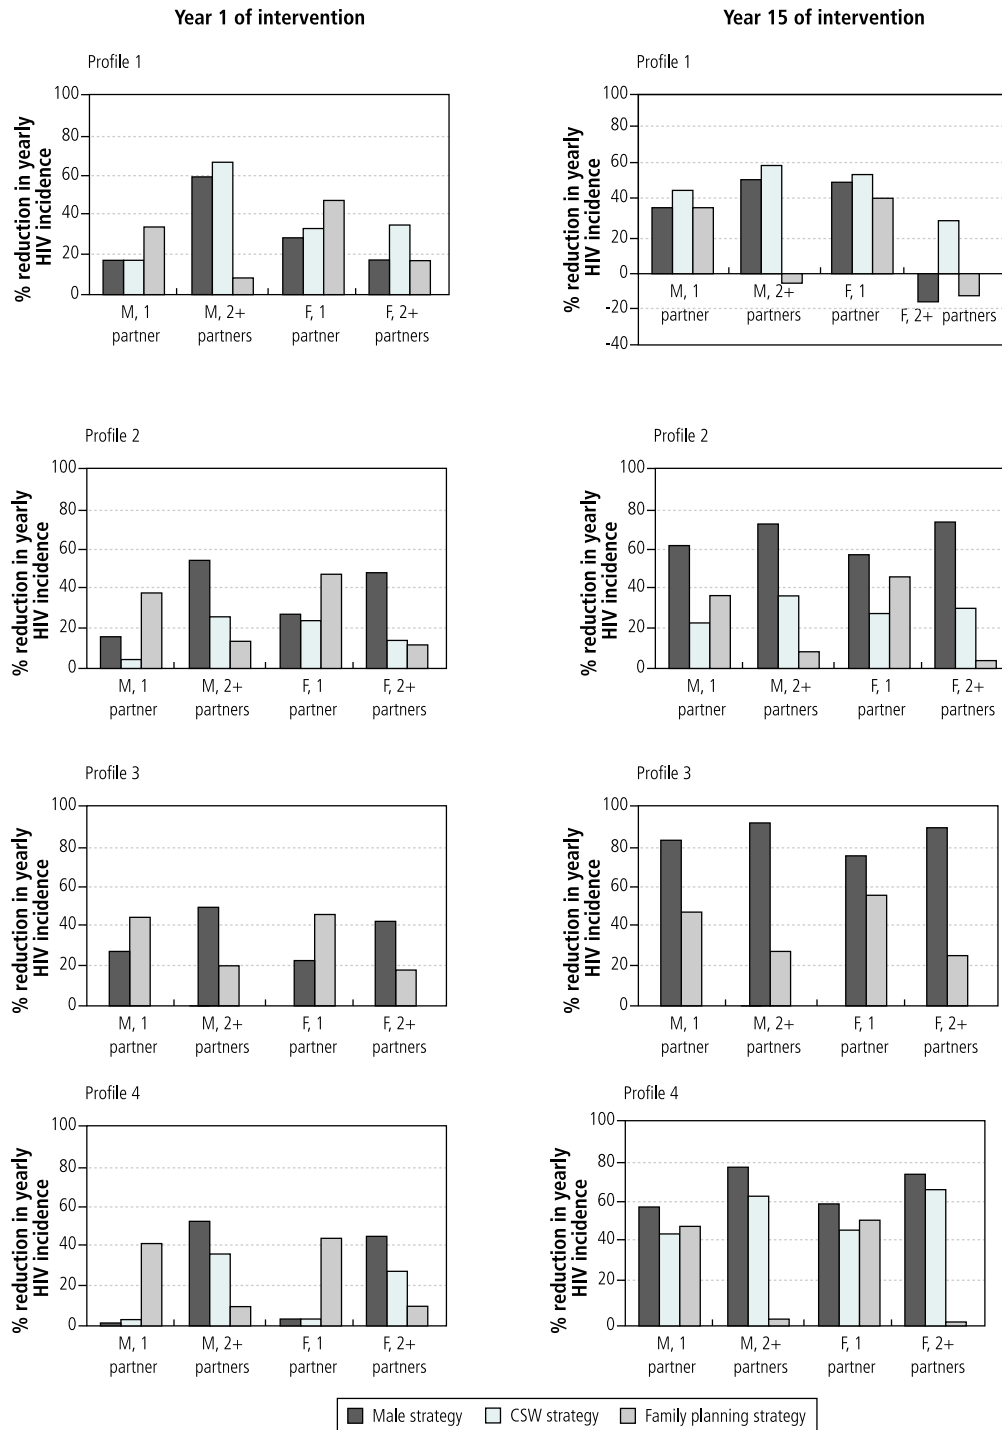 Year 1 of intervention
Year 15 of intervention
Profile 1
% reduction in yearly
HIV incidence
100
80
60
40
20
0
M, 1
partner
M, 2+
partners
F, 1
partner
F, 2+
partners
Profile 1
% reduction in yearly
HIV incidence
100
80
60
40
20
0
-20
-40
M, 1
partner
M, 2+
partners
F, 1
partner
F, 2+ partners
Profile 2
% reduction in yearly
HIV incidence
100
80
60
40
20
0
M, 1
partner
M, 2+
partners
F, 1
partner
F, 2+
partners
Profile 2
% reduction in yearly
HIV incidence
100
80
60
40
20
0
M, 1
partner
M, 2+
partners
F, 1
partner
F, 2+
partners
Profile 3
% reduction in yearly
HIV incidence
100
80
60
40
20
0
M, 1
partner
M, 2+
partners
F, 1
partner
F, 2+
partners
Profile 3
% reduction in yearly
HIV incidence
100
80
60
40
20
0
M, 1
partner
M, 2+
partners
F, 1
partner
F, 2+
partners
Profile 4
% reduction in yearly
HIV incidence
100
80
60
40
20
0
M, 1
partner
M, 2+
partners
F, 1
partner
F, 2+
partners
Profile 4
% reduction in yearly
HIV incidence
100
80
60
40
20
0
M, 1
partner
M, 2+
partners
F, 1
partner
F, 2+
partners
Male strategy CSW strategy Family planning strategy